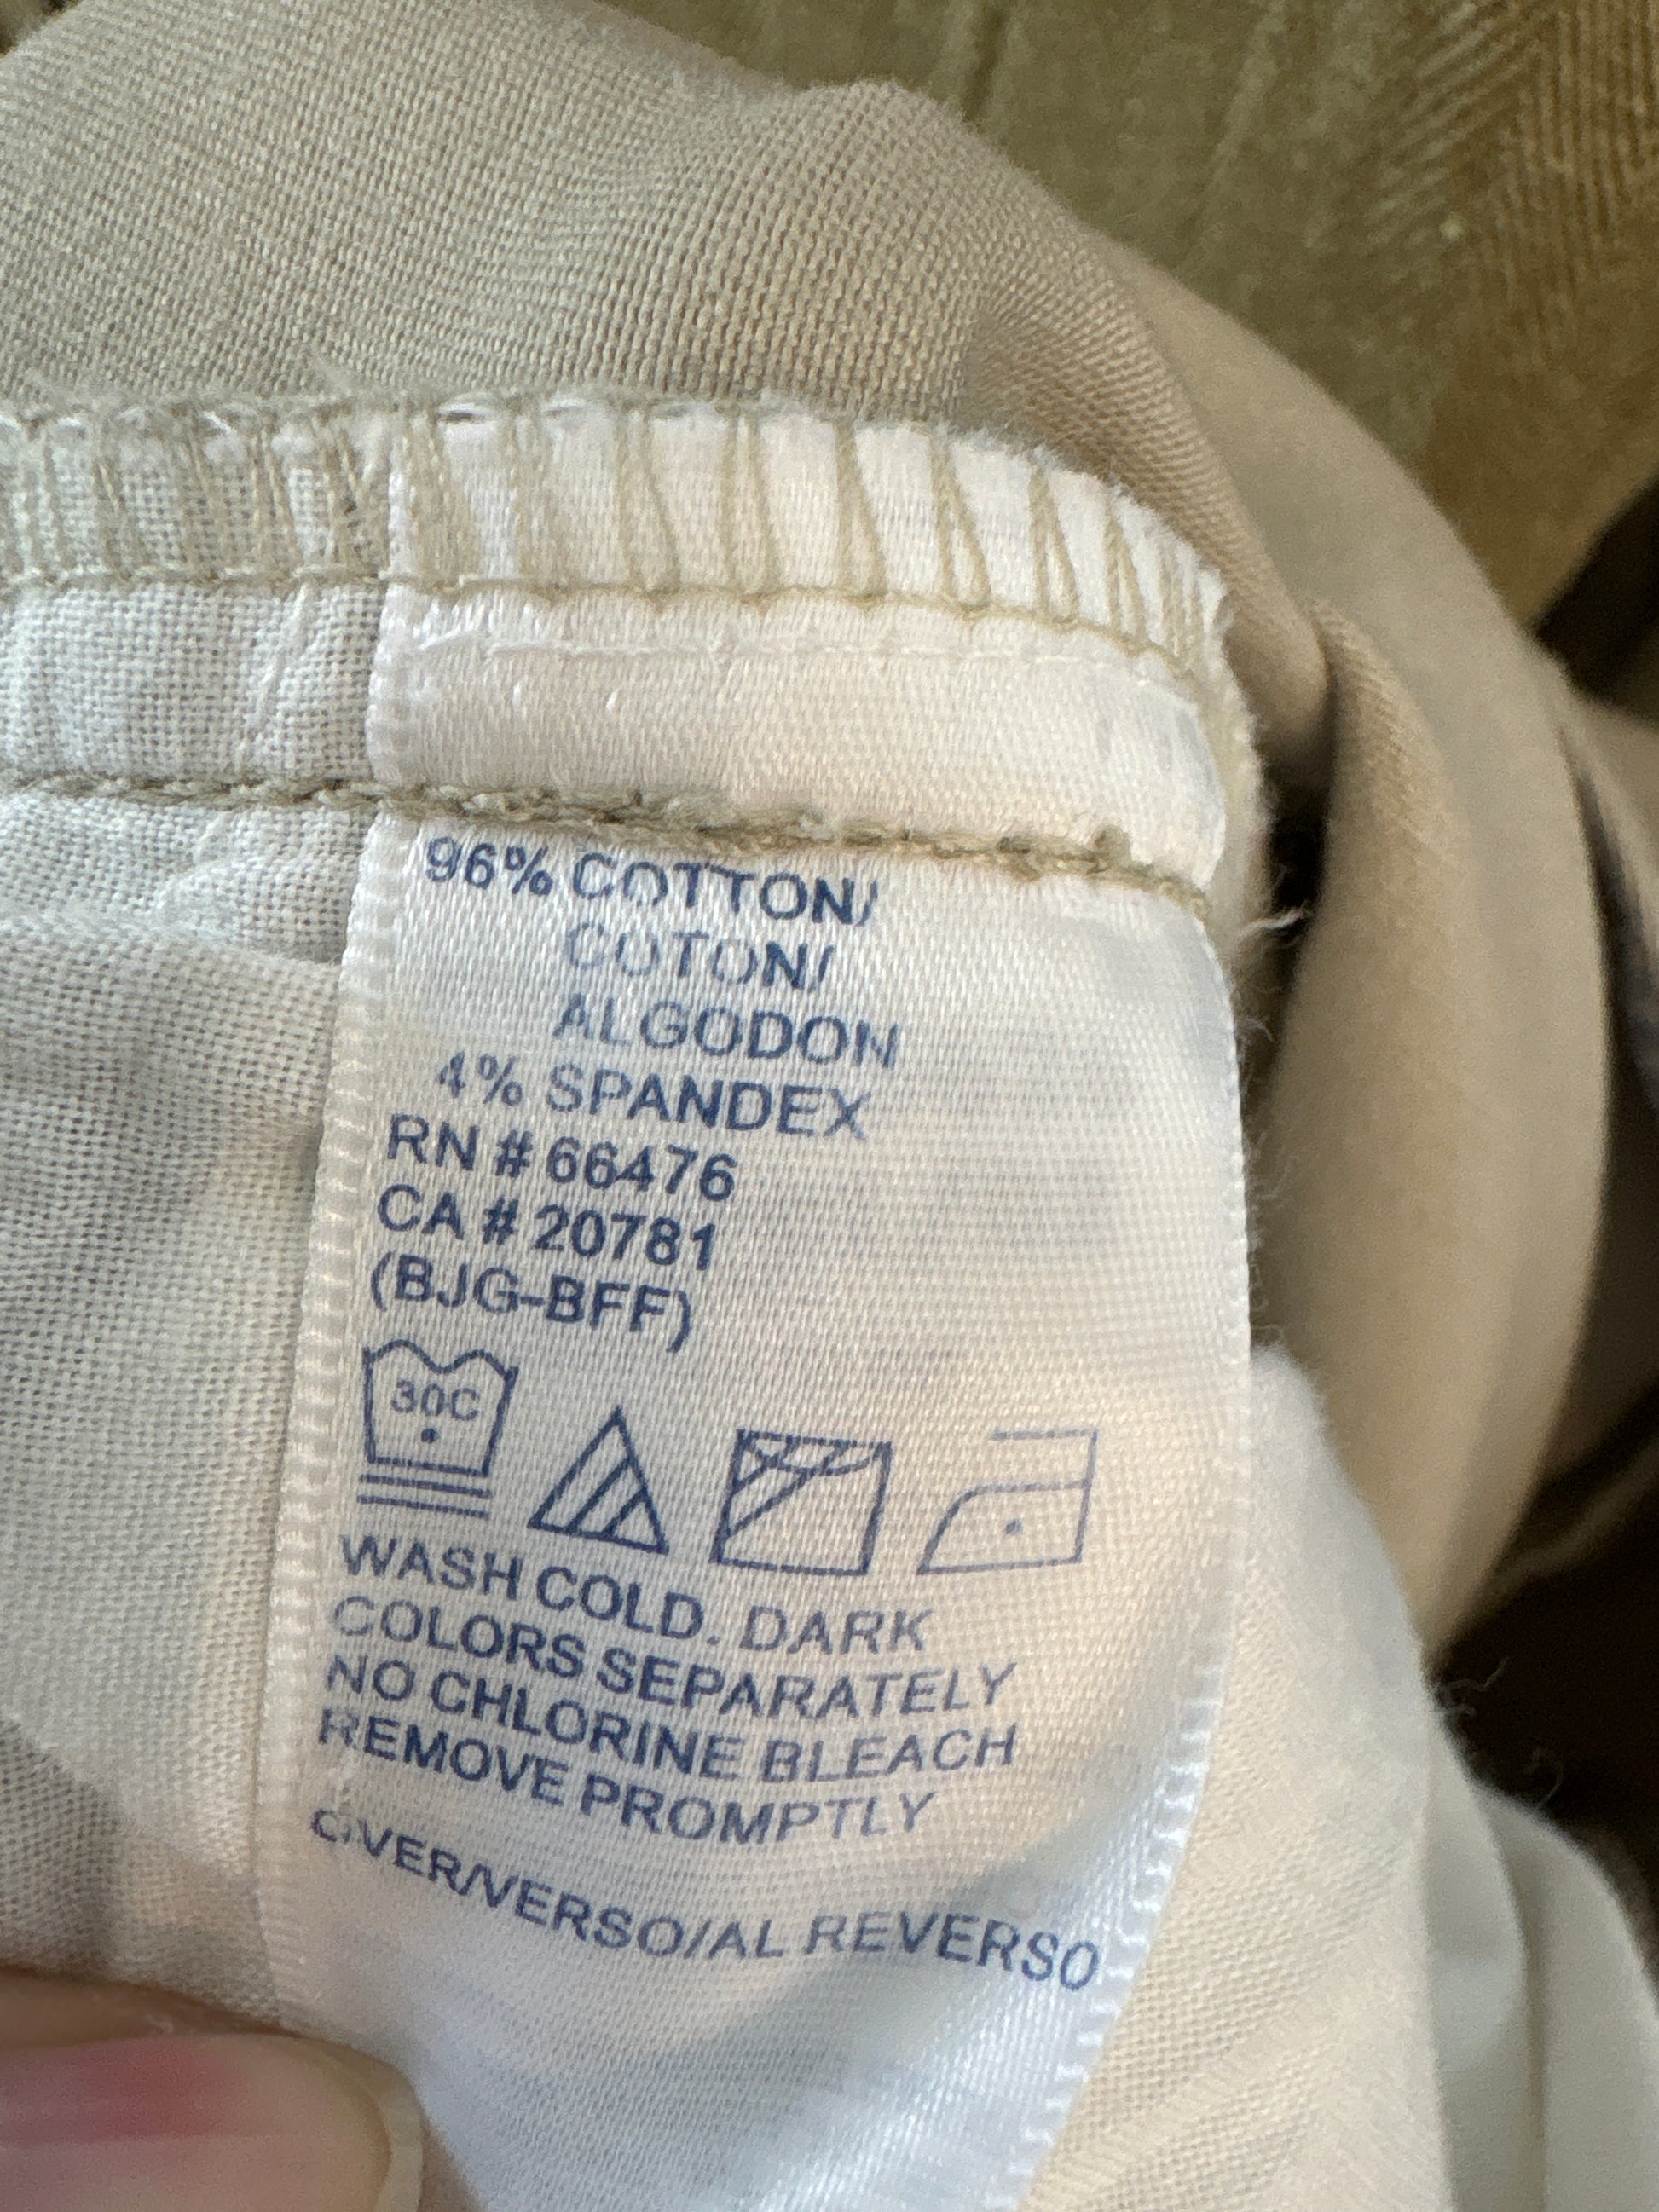 96% COTTON/
COTON/
ALGODON
4% SPANDEX
RN # 66476
CA # 20781
(BJG-BFF)
30C
WASH COLD. DARK
COLORS SEPARATELY
NO CHLORINE BLEACH
REMOVE PROMPTLY
OVER/VERSO/AL REVERSO